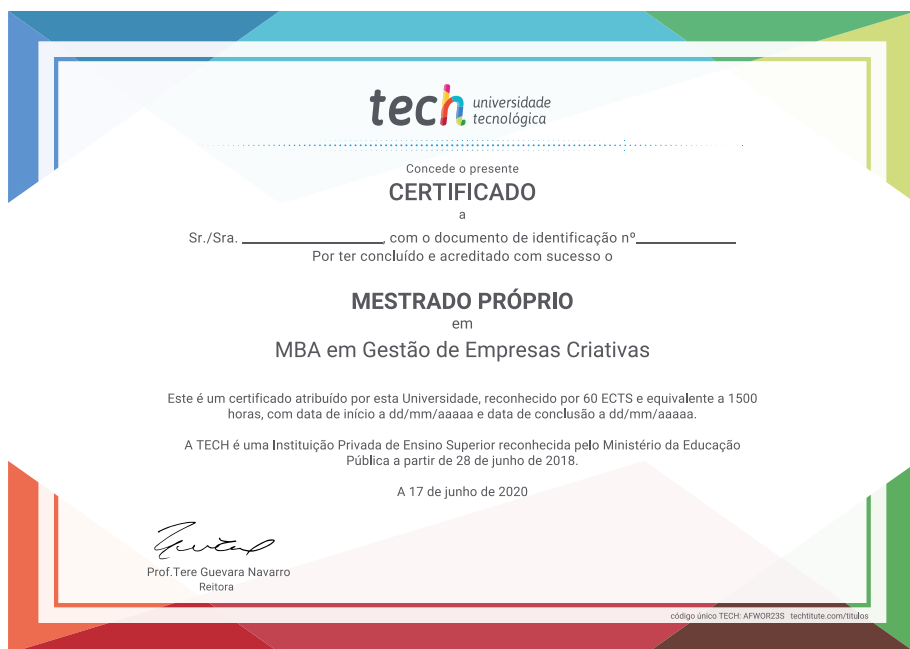 tech universidade
tecnológica
Concede o presente
CERTIFICADO
a
Sr./Sra. ________________, com o documento de identificação nº___________
Por ter concluído e acreditado com sucesso o
MESTRADO PRÓPRIO
em
MBA em Gestão de Empresas Criativas
Este é um certificado atribuído por esta Universidade, reconhecido por 60 ECTS e equivalente a 1500
horas, com data de início a dd/mm/aaaaa e data de conclusão a dd/mm/aaaaa.
A TECH é uma Instituição Privada de Ensino Superior reconhecida pelo Ministério da Educação
Pública a partir de 28 de junho de 2018.
A 17 de junho de 2020
Prof.Tere Guevara Navarro
Reitora
código único TECH: AFWOR23S techtitute.com/titulos